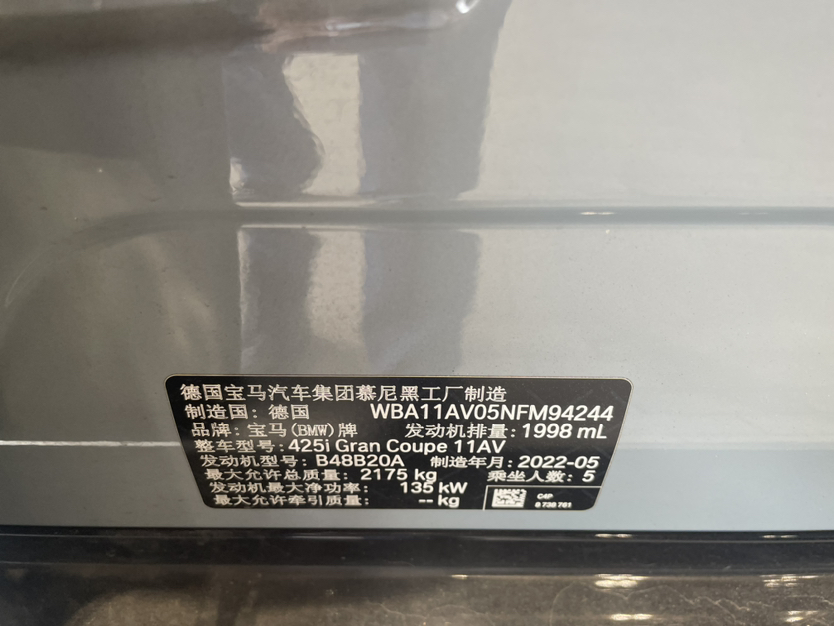 德国宝马汽车集团慕尼黑工厂制造
制造国：德国 WBA11AV05NFM94244
品牌：宝马(BMW)牌 发动机排量：1998 mL
整车型号：425i Gran Coupe 11AV
发动机型号：B48B20A 制造年月：2022-05
最大允许总质量：2175 kg 乘坐人数：5
发动机最大净功率：135 kW
最大允许牵引质量：-- kg
C4P
0 730 701